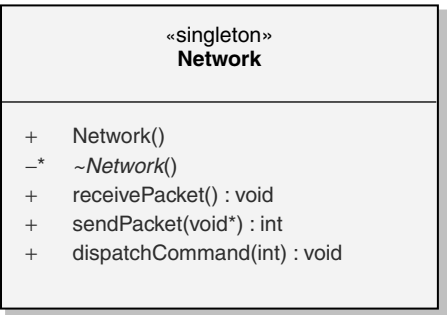 «singleton»
Network
+ Network()
–* ~Network()
+ receivePacket() : void
+ sendPacket(void*) : int
+ dispatchCommand(int) : void